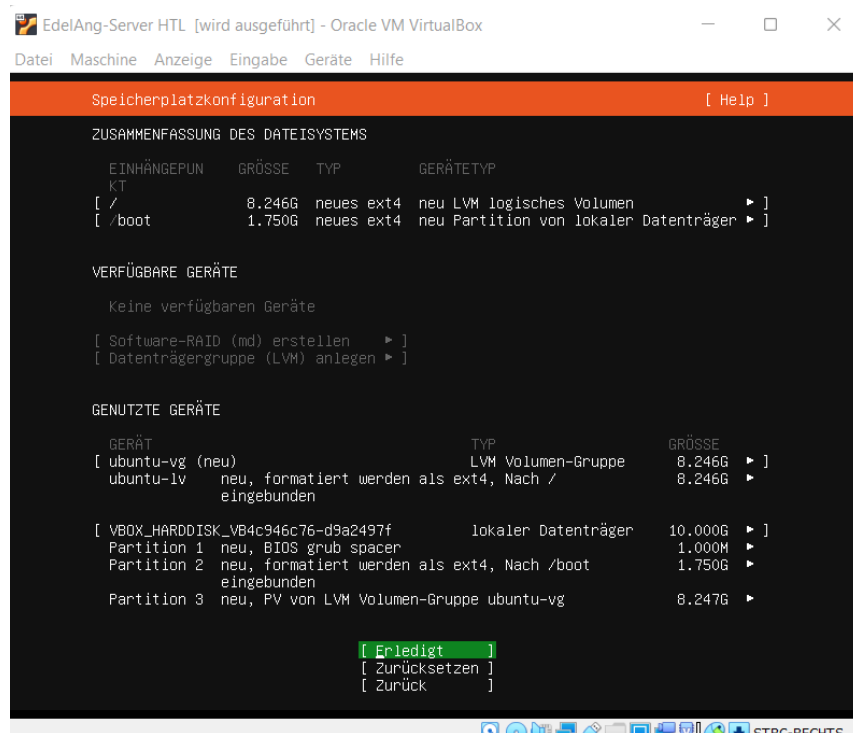 EdelAng-Server HTL [wird ausgeführt] - Oracle VM VirtualBox
Datei Maschine Anzeige Eingabe Geräte Hilfe
Speicherplatzkonfiguration [ Help ]
ZUSAMMENFASSUNG DES DATEISYSTEMS
EINHÄNGEPUN GRÖSSE TYP GERÄTETYP
KT
[ / 8.246G neues ext4 neu LVM logisches Volumen ▸ ]
[ /boot 1.750G neues ext4 neu Partition von lokaler Datenträger ▸ ]
VERFÜGBARE GERÄTE
Keine verfügbaren Geräte
[ Software-RAID (md) erstellen ▸ ]
[ Datenträgergruppe (LVM) anlegen ▸ ]
GENUTZTE GERÄTE
GERÄT TYP GRÖSSE
[ ubuntu-vg (neu) LVM Volumen-Gruppe 8.246G ▸ ]
ubuntu-lv neu, formatiert werden als ext4, Nach / 8.246G ▸
eingebunden
[ VBOX_HARDDISK_VB4c946c76-d9a2497f lokaler Datenträger 10.000G ▸ ]
Partition 1 neu, BIOS grub spacer 1.000M ▸
Partition 2 neu, formatiert werden als ext4, Nach /boot 1.750G ▸
eingebunden
Partition 3 neu, PV von LVM Volumen-Gruppe ubuntu-vg 8.247G ▸
[ Erledigt ]
[ Zurücksetzen ]
[ Zurück ]
STRG-RECHTS